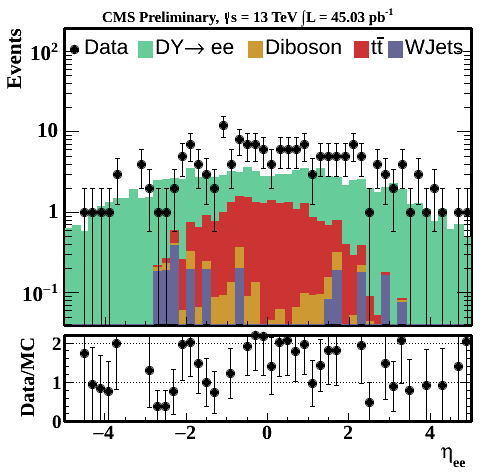 CMS Preliminary, √s = 13 TeV ∫L = 45.03 pb⁻¹
Events
Data DY→ ee Diboson tt̄ WJets
10²
10
1
10⁻¹
Data/MC
2
1
0
−4 −2 0 2 4
η_ee